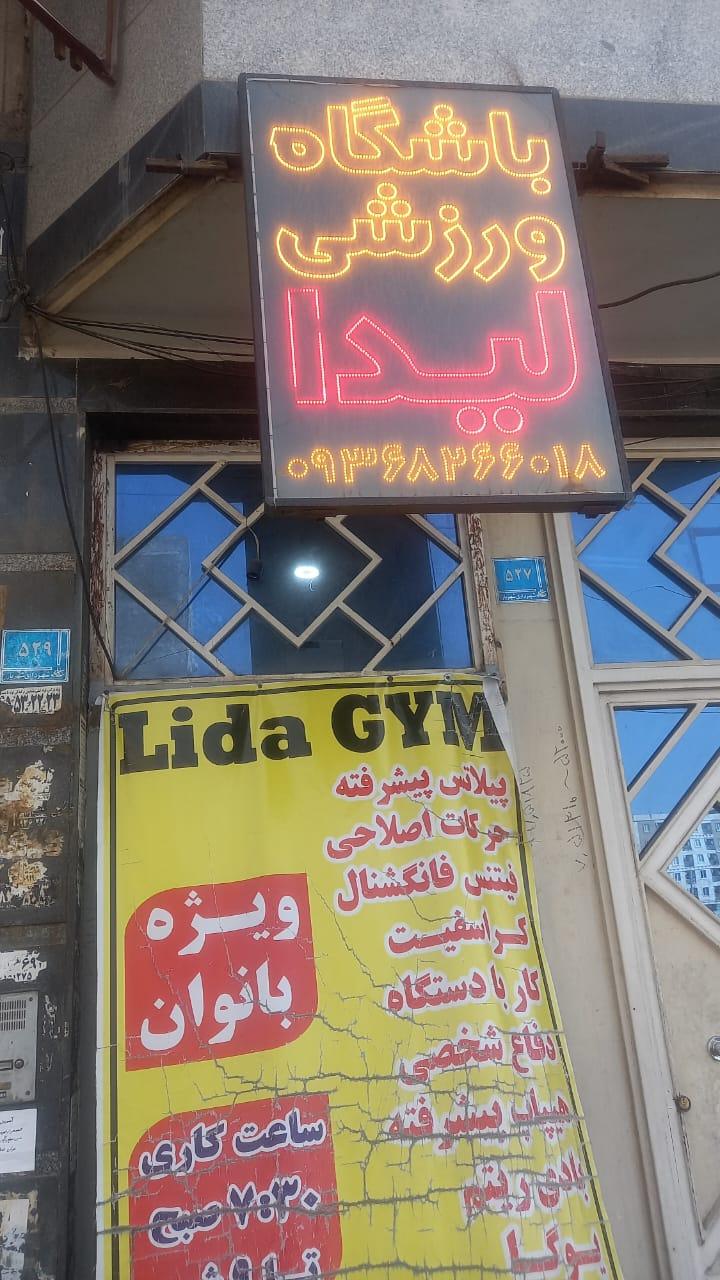 باشگاه
ورزشی
لیدا
۰۹۳۶۸۲۶۶۰۱۸
۵۲۷
۵۲۹
Lida GYM
پیلاتس پیشرفته
حرکات اصلاحی
فیتنس فانکشنال
کراسفیت
کار با دستگاه
دفاع شخصی
هیپاپ پیشرفته
بادی ریتم
یوگا
ویژه
بانوان
ساعت کاری
۷:۳۰ صبح